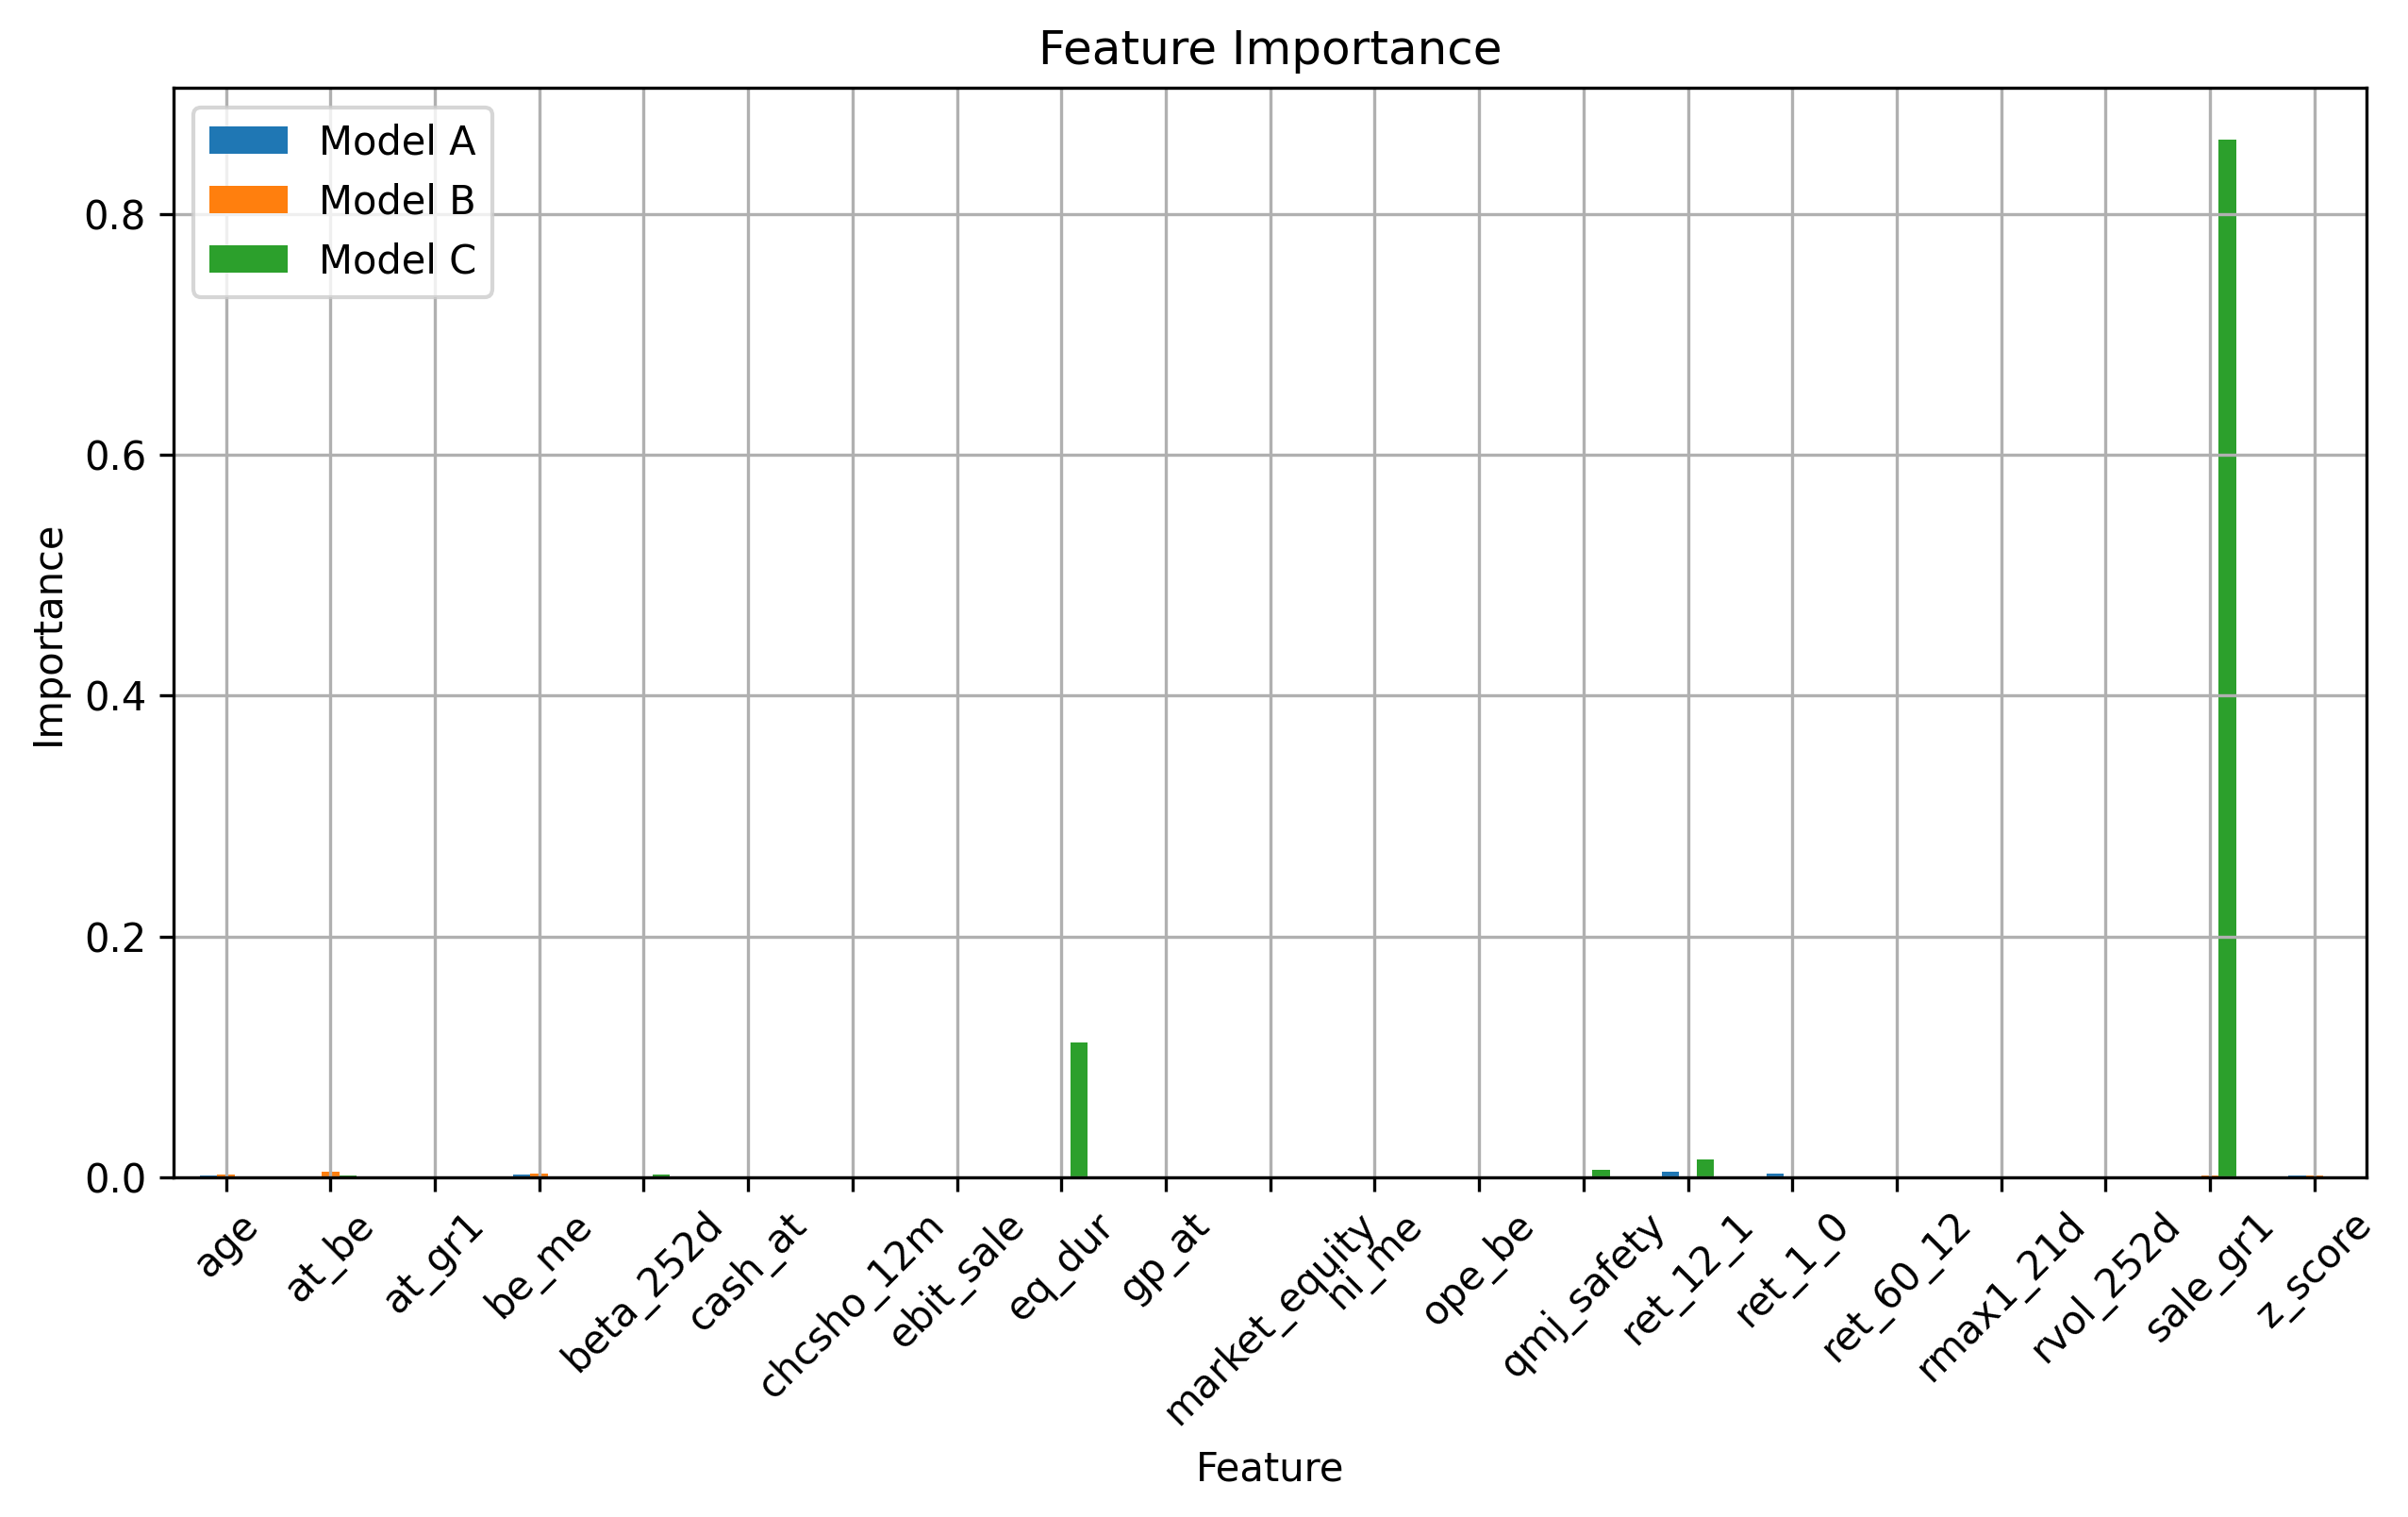 Feature Importance
Model A
Model B
Model C
Importance
0.8
0.6
0.4
0.2
0.0
age
at_be
at_gr1
be_me
beta_252d
cash_at
chcsho_12m
ebit_sale
eq_dur
gp_at
market_equity
ni_me
ope_be
qmj_safety
ret_12_1
ret_1_0
ret_60_12
rmax1_21d
rvol_252d
sale_gr1
z_score
Feature